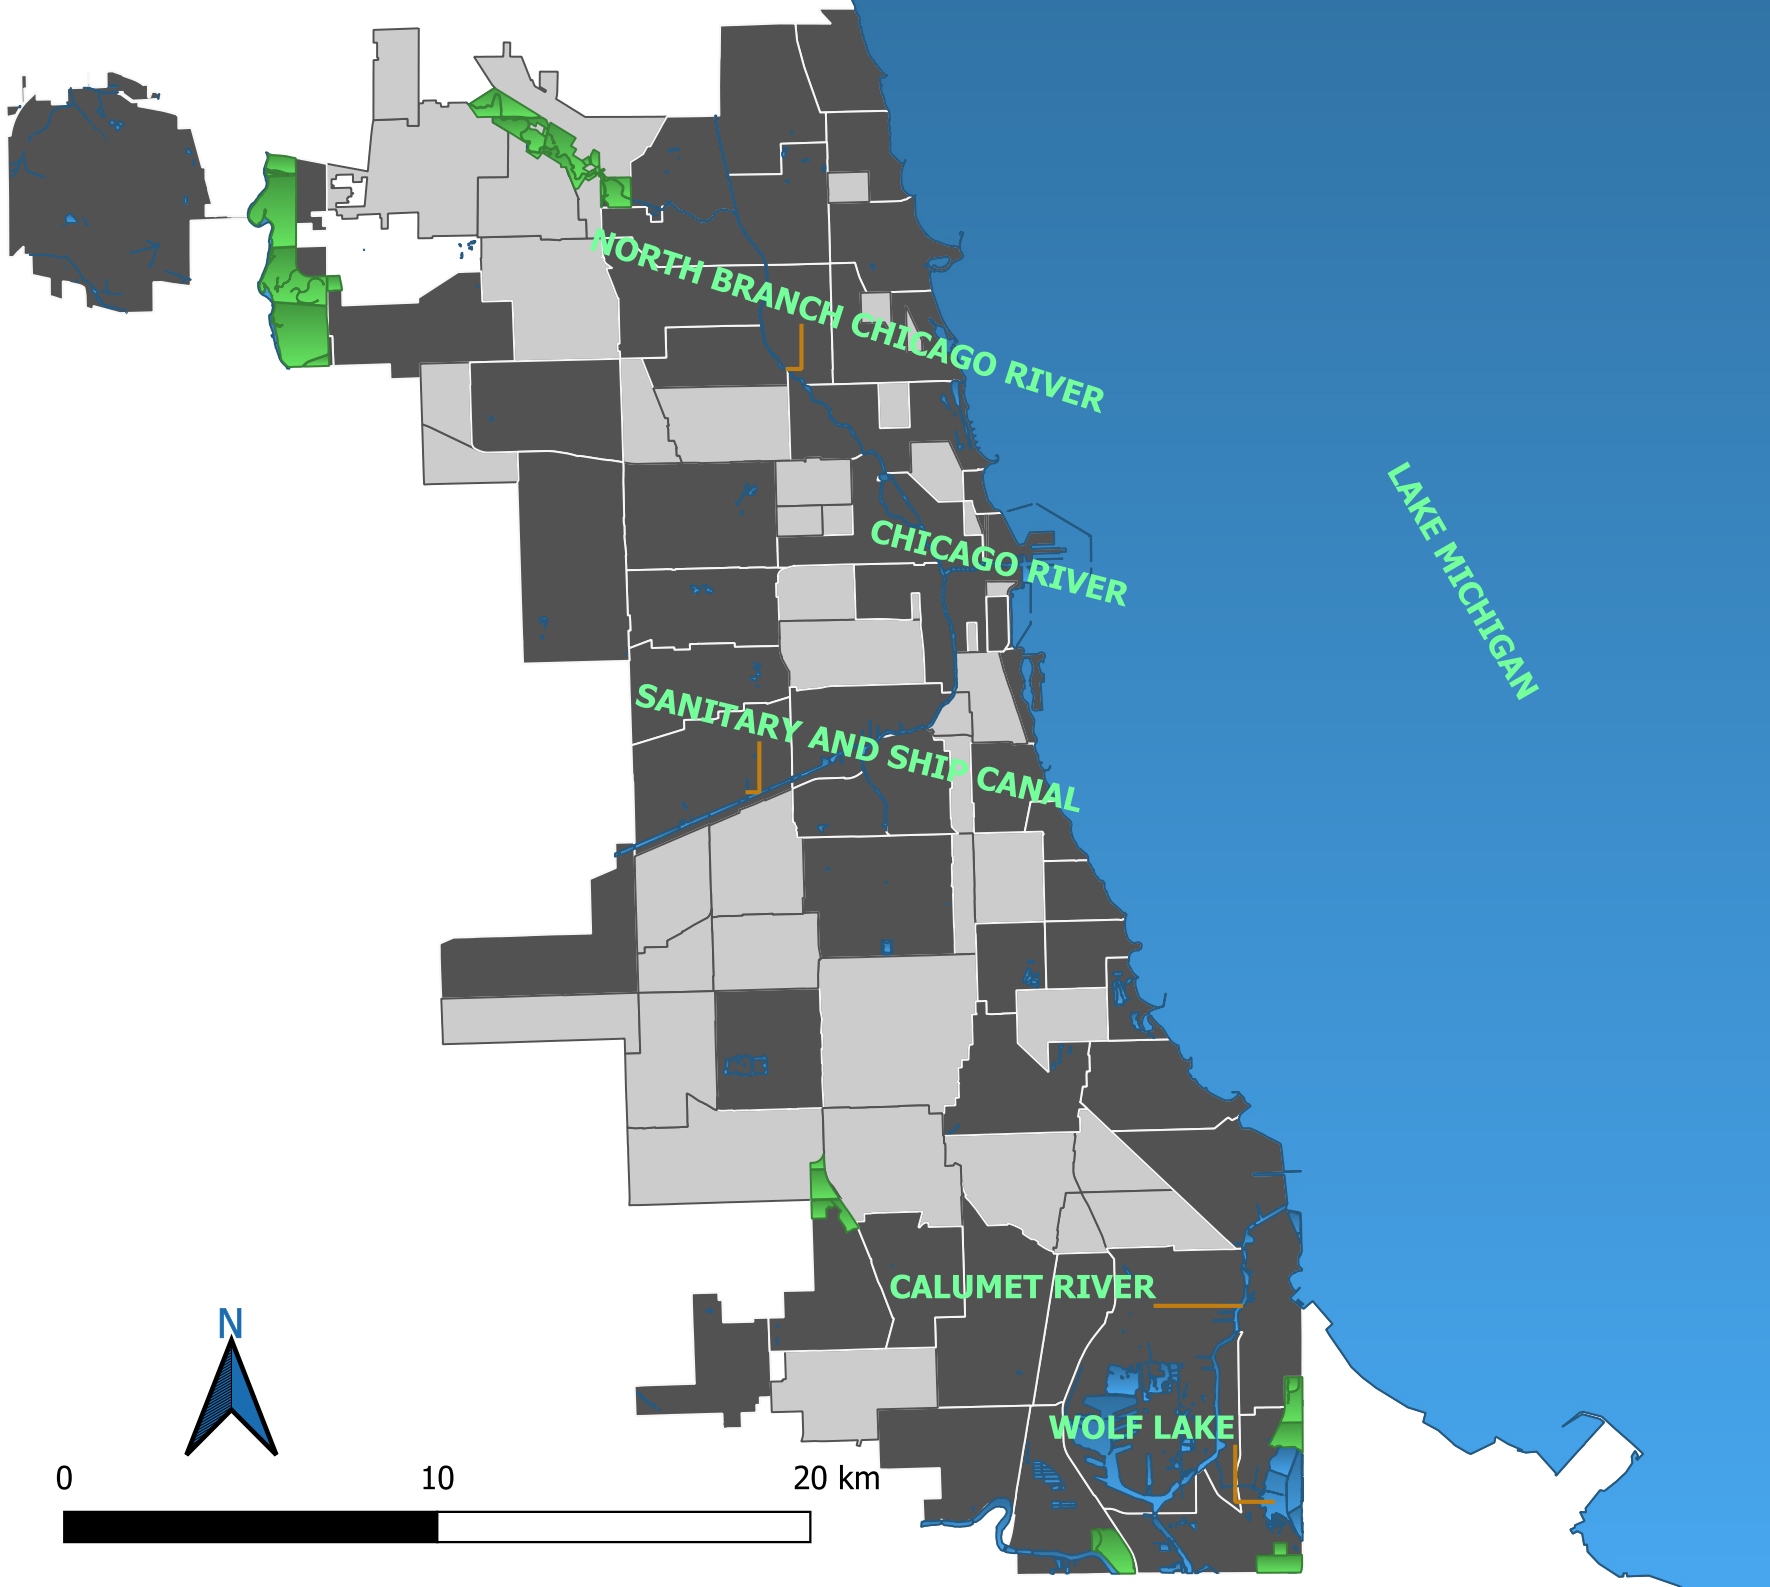 NORTH BRANCH CHICAGO RIVER
LAKE MICHIGAN
CHICAGO RIVER
SANITARY AND SHIP CANAL
CALUMET RIVER
N
WOLF LAKE
0 10 20 km